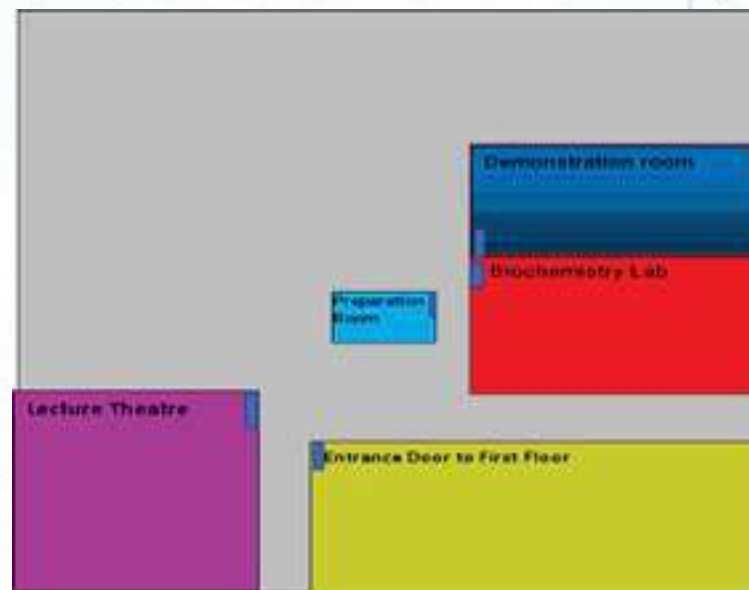 Demonstration room
Biochemistry Lab
Preparation
Room
Lecture Theatre
Entrance Door to First Floor